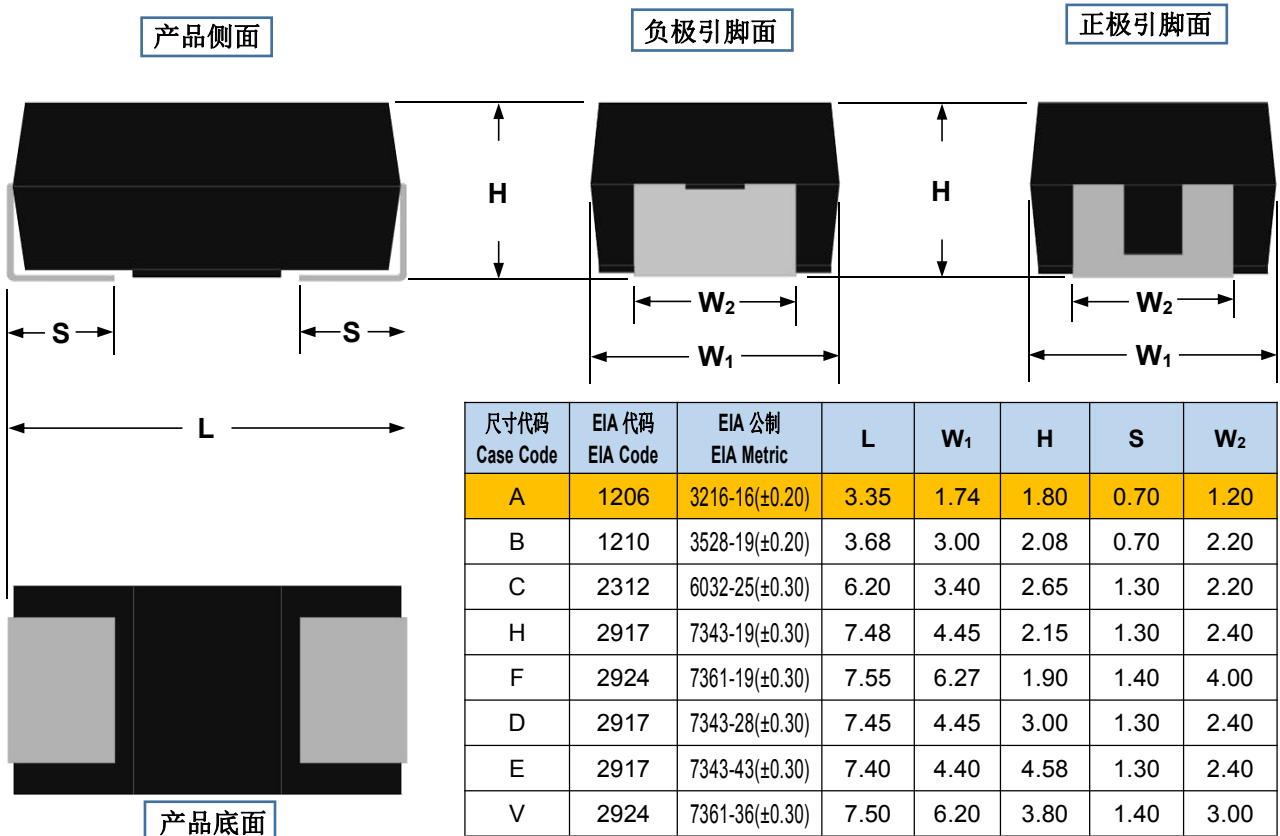 产品侧面
负极引脚面
正极引脚面
H
H
S
S
W₂
W₂
W₁
W₁
L
尺寸代码 EIA 代码 EIA 公制 L W₁ H S W₂
Case Code EIA Code EIA Metric
A 1206 3216-16(±0.20) 3.35 1.74 1.80 0.70 1.20
B 1210 3528-19(±0.20) 3.68 3.00 2.08 0.70 2.20
C 2312 6032-25(±0.30) 6.20 3.40 2.65 1.30 2.20
H 2917 7343-19(±0.30) 7.48 4.45 2.15 1.30 2.40
F 2924 7361-19(±0.30) 7.55 6.27 1.90 1.40 4.00
D 2917 7343-28(±0.30) 7.45 4.45 3.00 1.30 2.40
E 2917 7343-43(±0.30) 7.40 4.40 4.58 1.30 2.40
V 2924 7361-36(±0.30) 7.50 6.20 3.80 1.40 3.00
产品底面